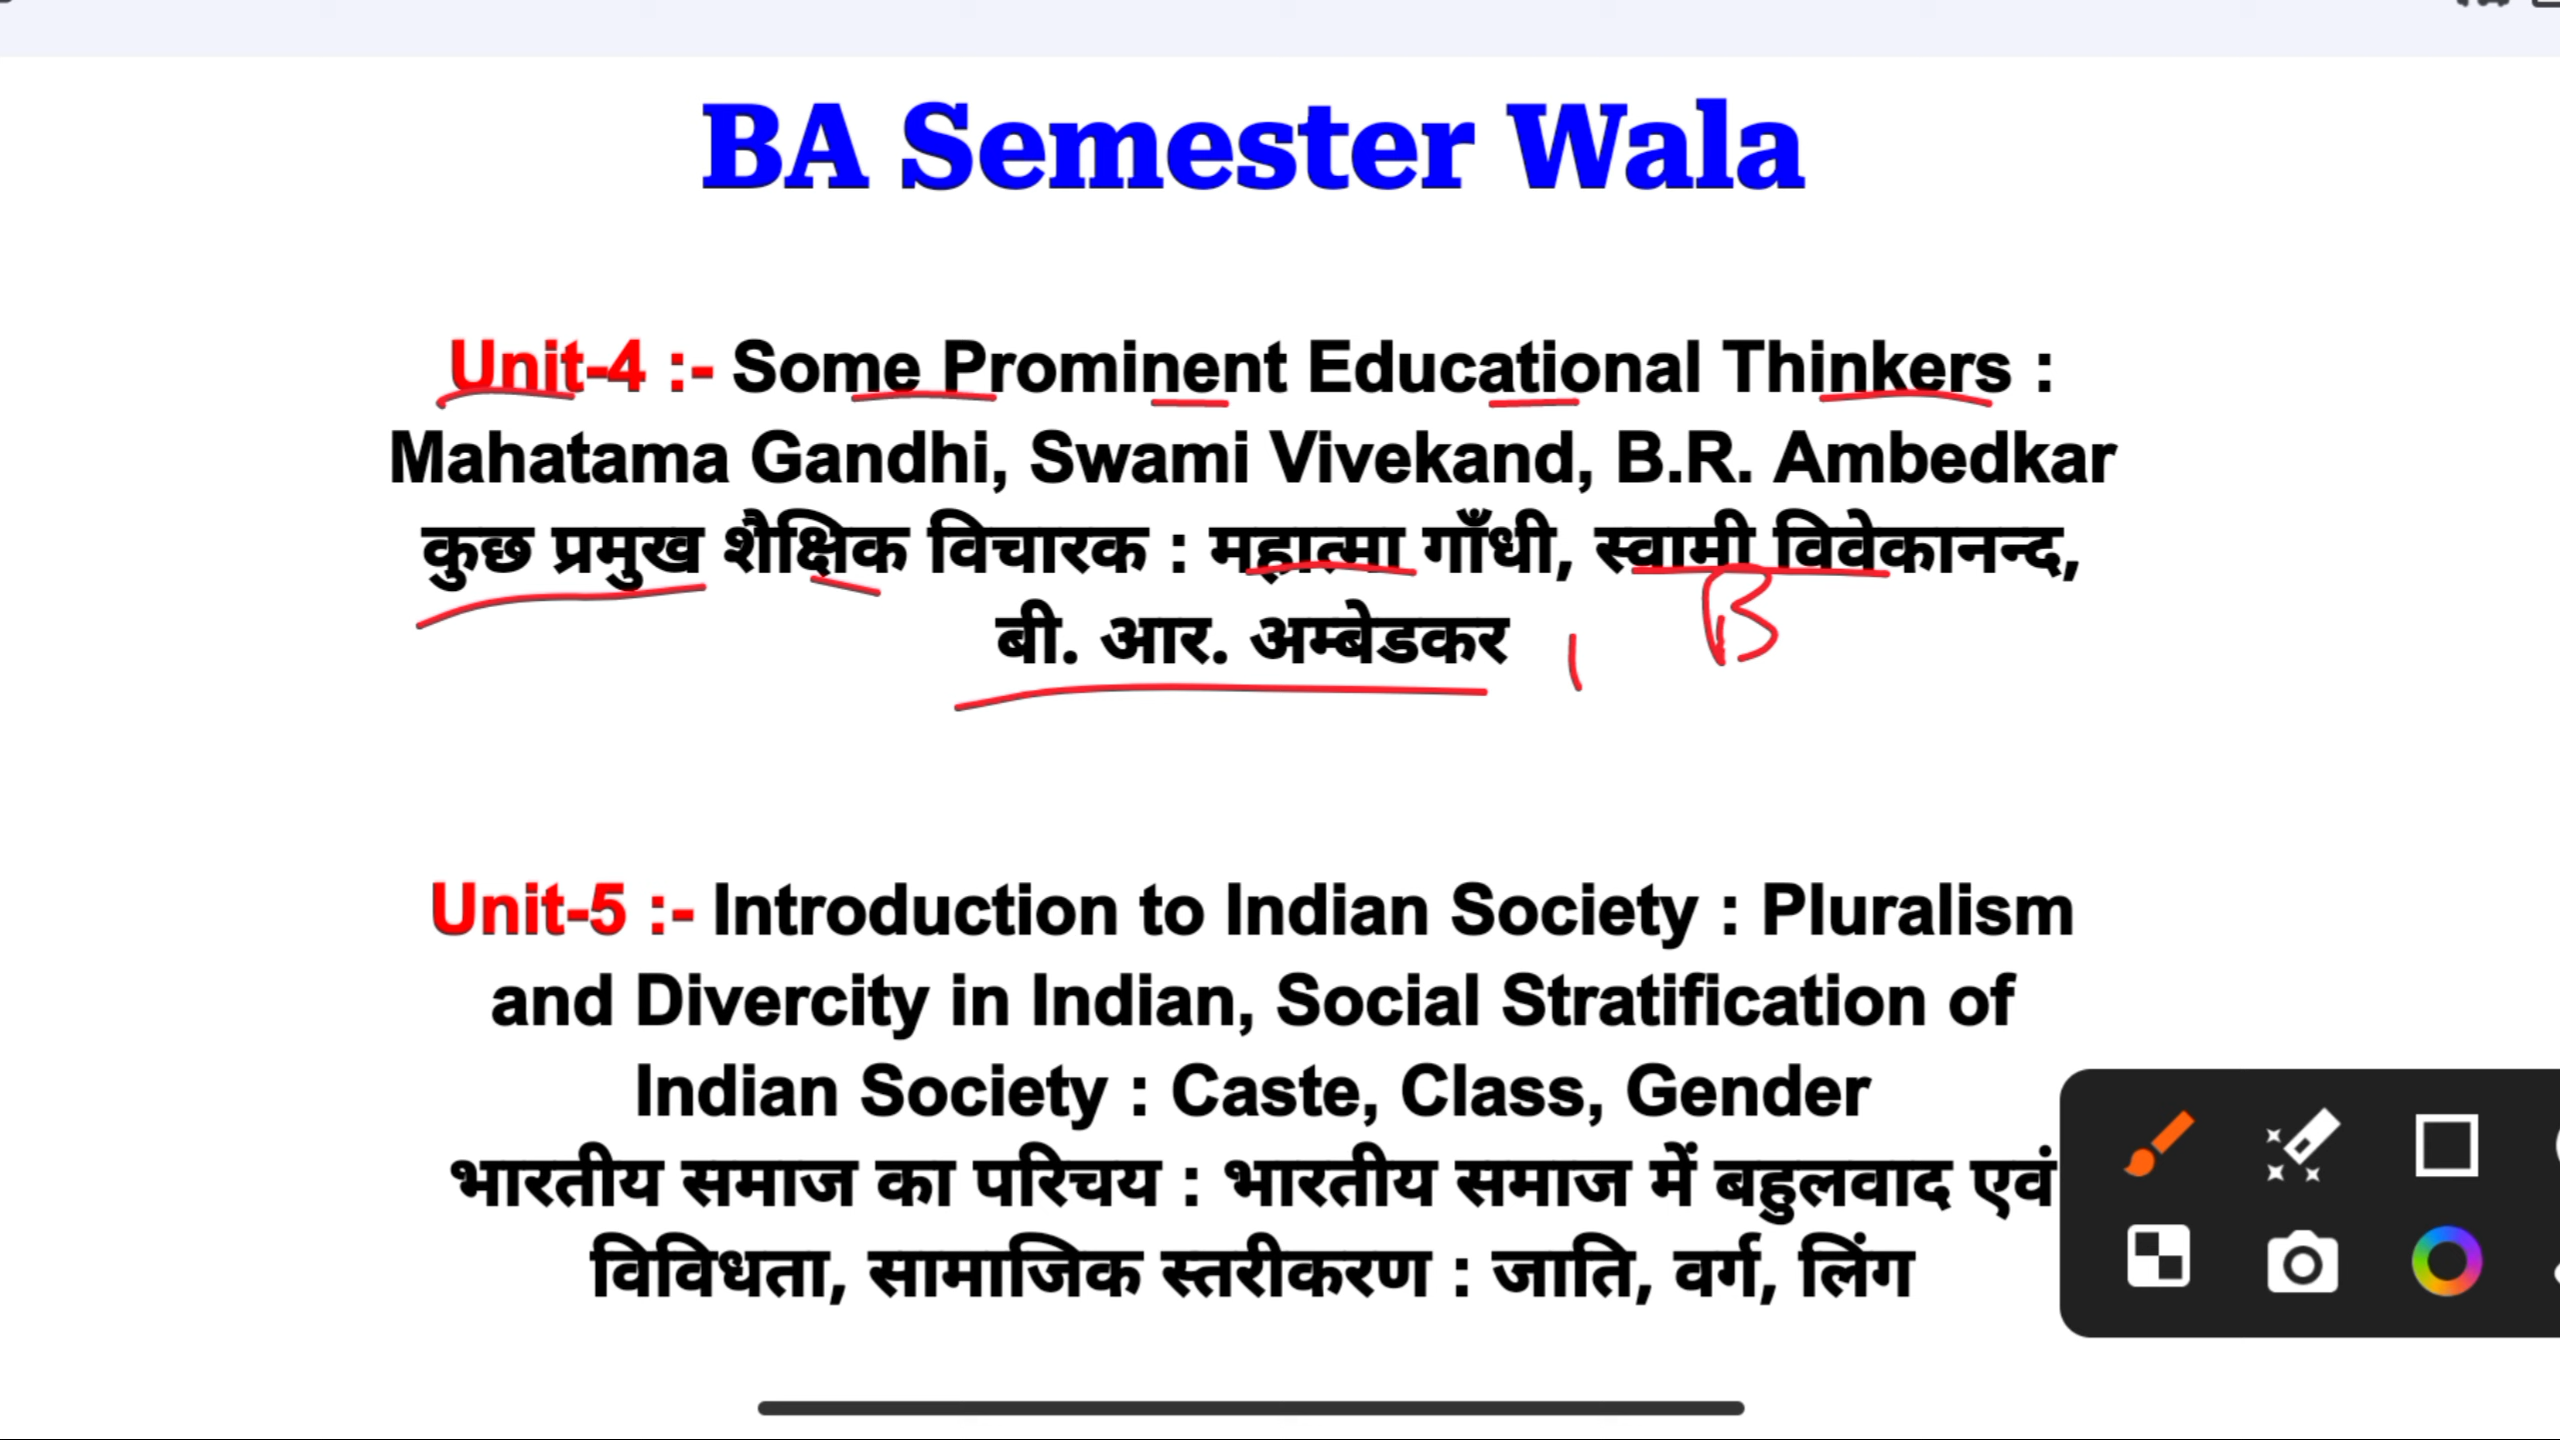 BA Semester Wala
Unit-4 :- Some Prominent Educational Thinkers :
Mahatama Gandhi, Swami Vivekand, B.R. Ambedkar
कुछ प्रमुख शैक्षिक विचारक : महात्मा गाँधी, स्वामी विवेकानन्द,
बी. आर. अम्बेडकर
B
Unit-5 :- Introduction to Indian Society : Pluralism
and Divercity in Indian, Social Stratification of
Indian Society : Caste, Class, Gender
भारतीय समाज का परिचय : भारतीय समाज में बहुलवाद एवं
विविधता, सामाजिक स्तरीकरण : जाति, वर्ग, लिंग